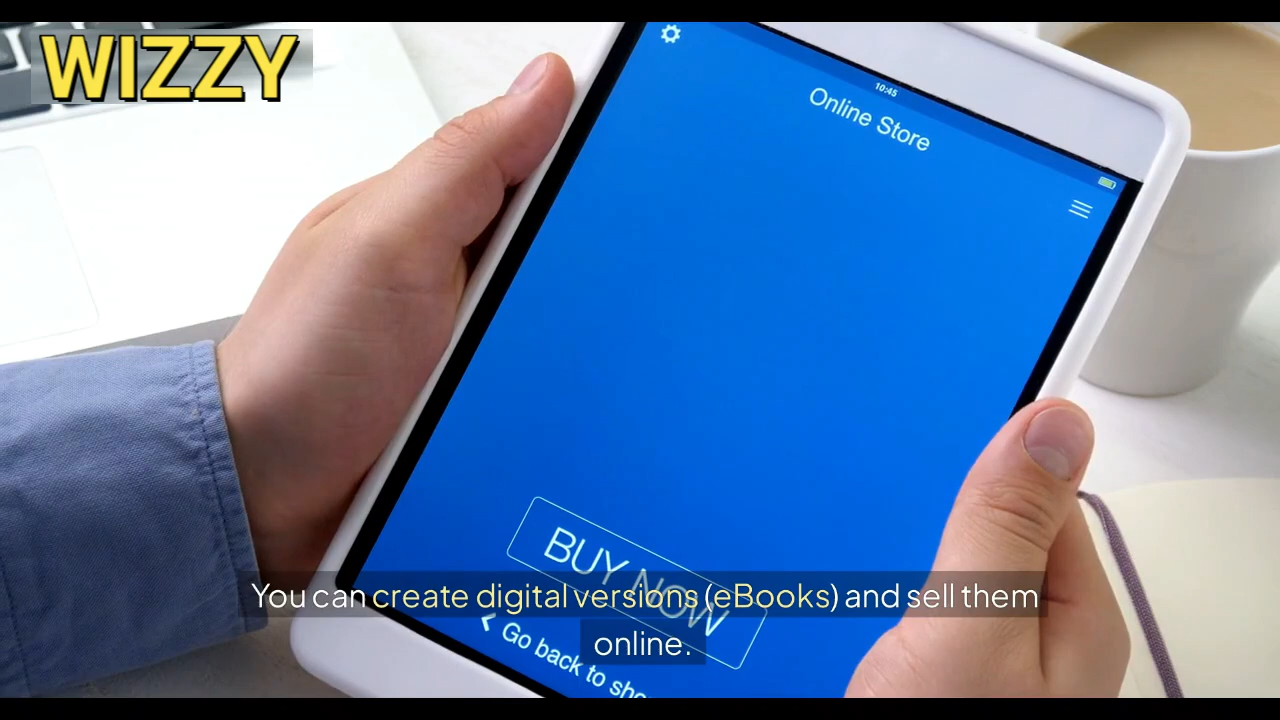 WIZZY
10:45
Online Store
BUY NOW
Go back to
You can create digital versions (eBooks) and sell them
online.